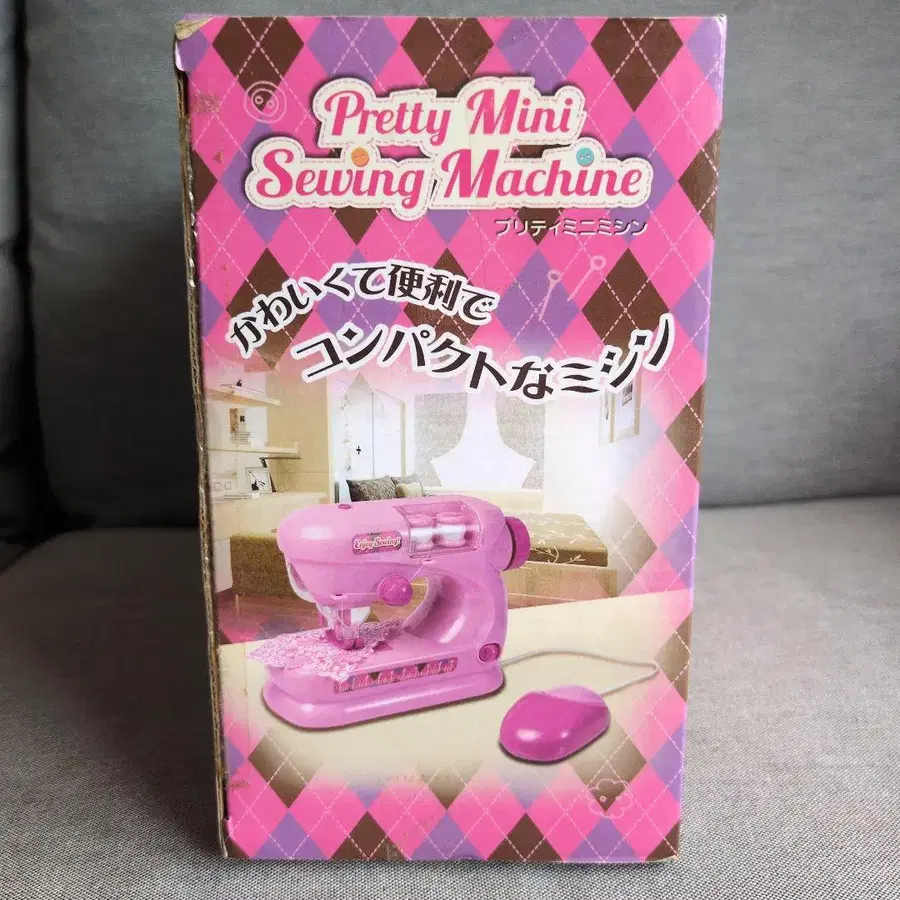 Pretty Mini
Sewing Machine
プリティミニミシン
かわいくて便利で
コンパクトなミシン
Enjoy Sewing!